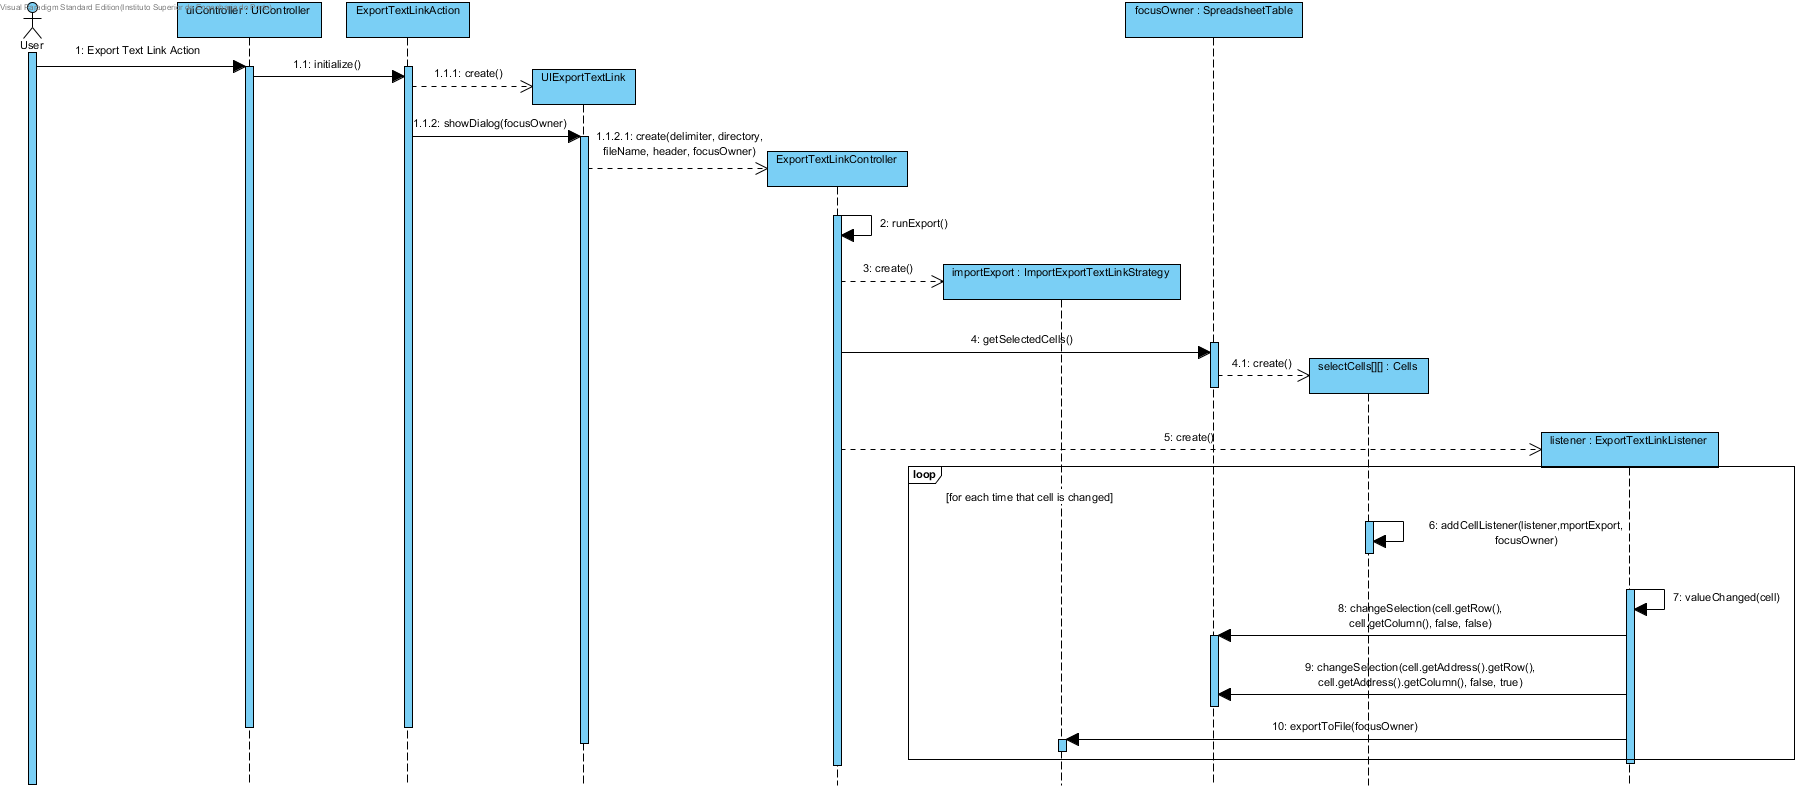 Visual Paradigm Standard Edition(Instituto Superior de
uiController : UIController
ExportTextLinkAction
focusOwner : SpreadsheetTable
User
1: Export Text Link Action
1.1: initialize()
1.1.1: create()
UIExportTextLink
1.1.2: showDialog(focusOwner)
1.1.2.1: create(delimiter, directory,
fileName, header, focusOwner)
ExportTextLinkController
2: runExport()
3: create()
importExport : ImportExportTextLinkStrategy
4: getSelectedCells()
4.1: create()
selectCells[][] : Cells
5: create()
listener : ExportTextLinkListener
loop
[for each time that cell is changed]
6: addCellListener(listener,mportExport,
focusOwner)
7: valueChanged(cell)
8: changeSelection(cell.getRow(),
cell.getColumn(), false, false)
9: changeSelection(cell.getAddress().getRow(),
cell.getAddress().getColumn(), false, true)
10: exportToFile(focusOwner)